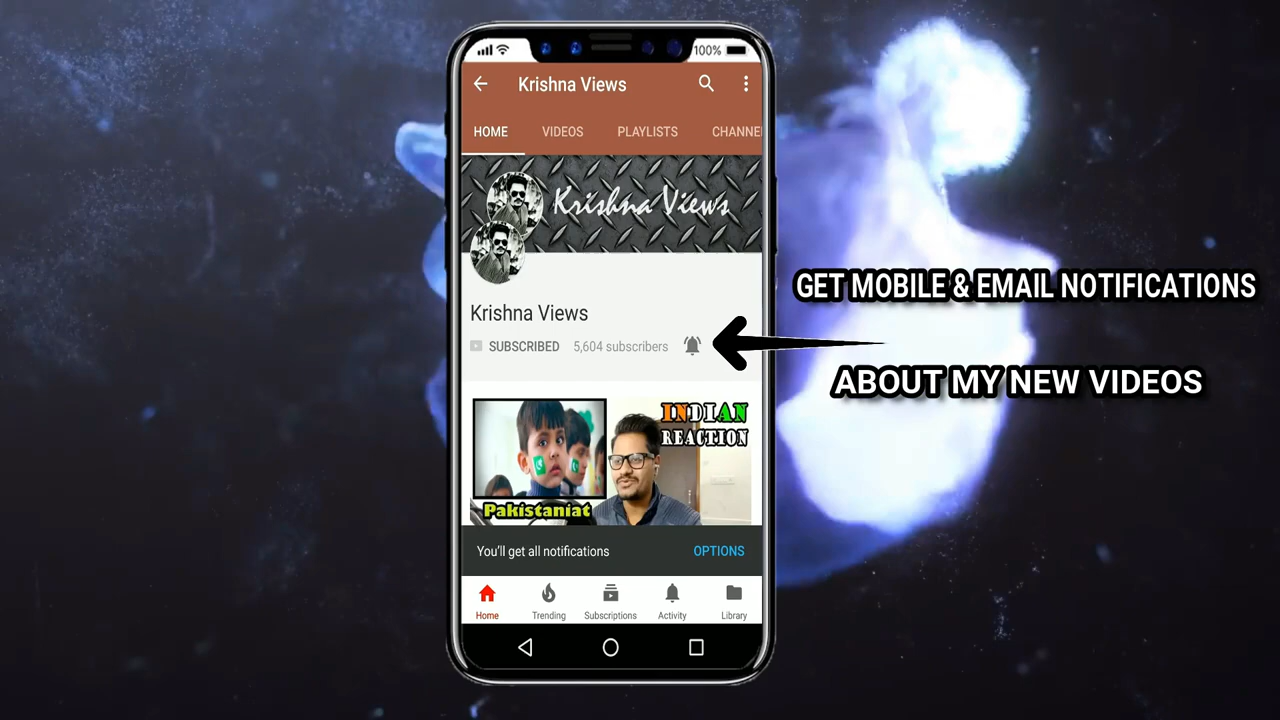 100%
Krishna Views
HOME VIDEOS PLAYLISTS CHANNE
Krishna Views
Krishna Views
SUBSCRIBED 5,604 subscribers
GET MOBILE & EMAIL NOTIFICATIONS
ABOUT MY NEW VIDEOS
INDIAN
REACTION
Pakistaniat
You'll get all notifications OPTIONS
Home Trending Subscriptions Activity Library